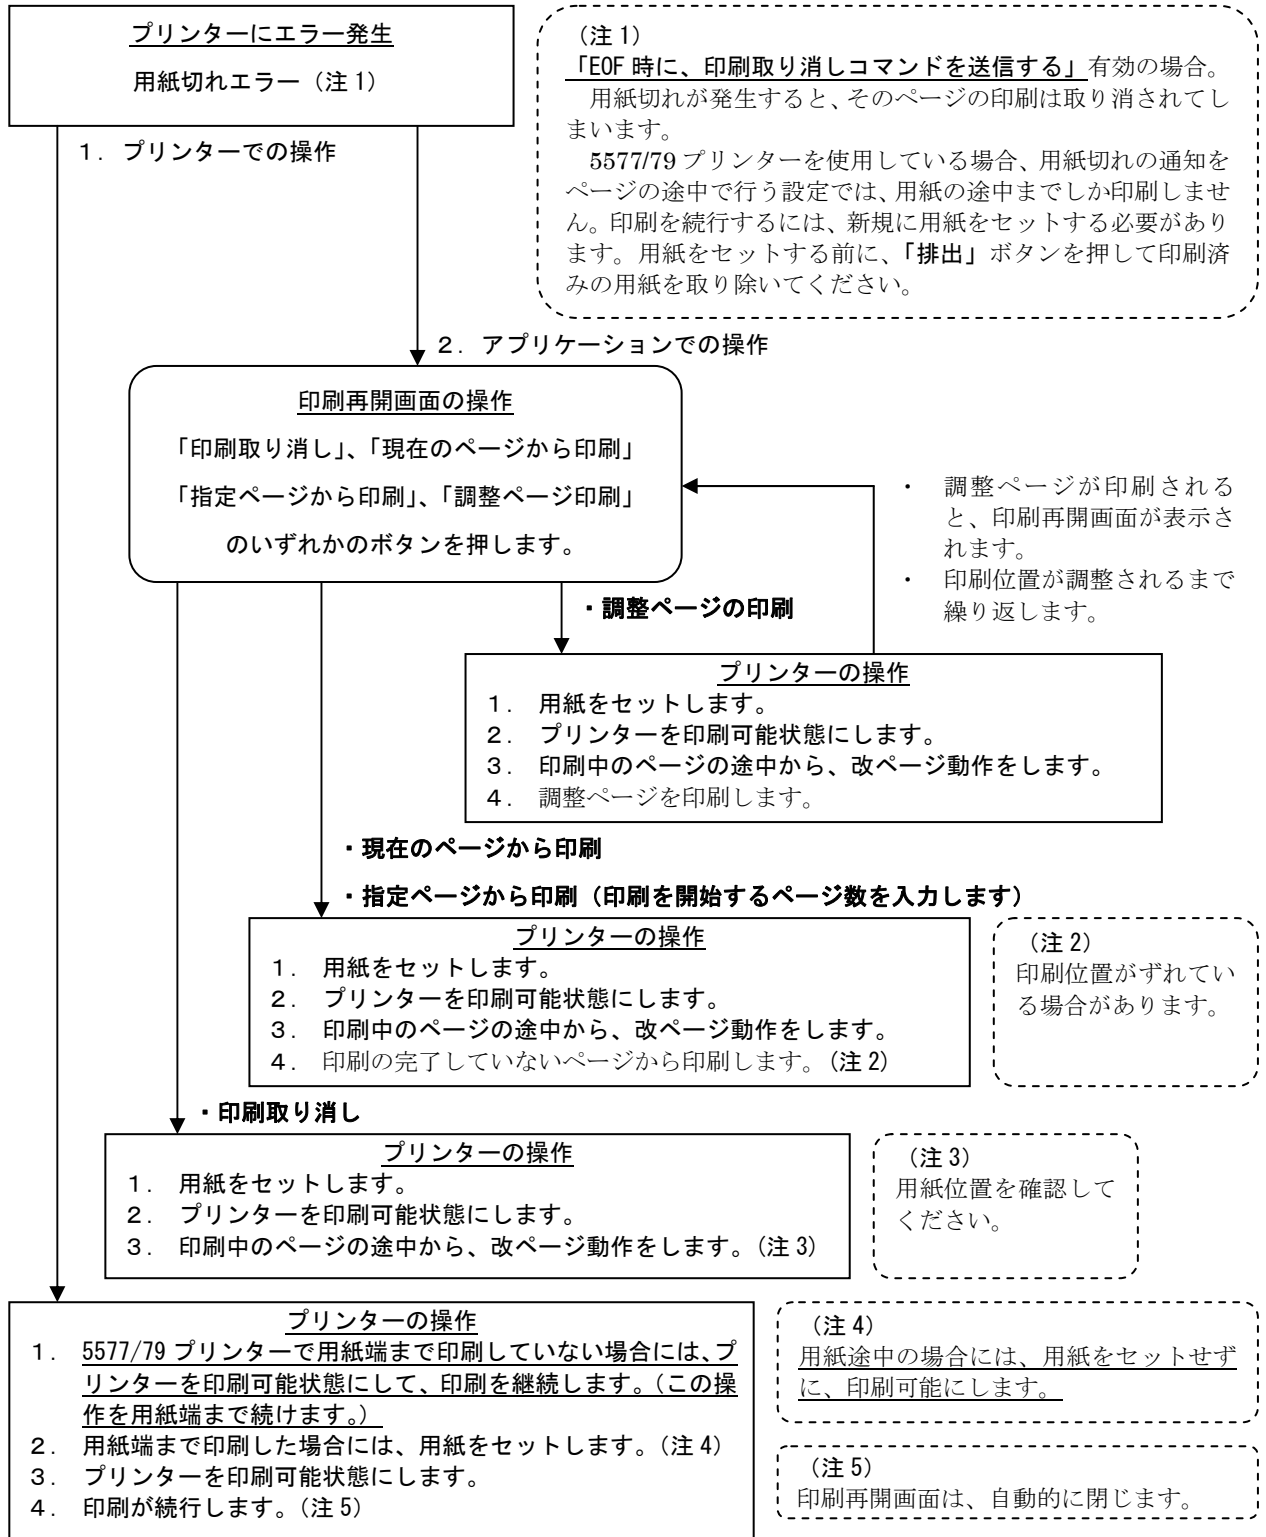 プリンターにエラー発生
用紙切れエラー（注 1）
（注 1）
「EOF 時に、印刷取り消しコマンドを送信する」有効の場合。
用紙切れが発生すると、そのページの印刷は取り消されてし
まいます。
5577/79 プリンターを使用している場合、用紙切れの通知を
ページの途中で行う設定では、用紙の途中までしか印刷しませ
ん。印刷を続行するには、新規に用紙をセットする必要があり
ます。用紙をセットする前に、「排出」ボタンを押して印刷済
みの用紙を取り除いてください。
１．プリンターでの操作
２．アプリケーションでの操作
印刷再開画面の操作
「印刷取り消し」、「現在のページから印刷」
「指定ページから印刷」、「調整ページ印刷」
のいずれかのボタンを押します。
・ 調整ページが印刷される
と、印刷再開画面が表示さ
れます。
・ 印刷位置が調整されるまで
繰り返します。
・調整ページの印刷
プリンターの操作
１． 用紙をセットします。
２． プリンターを印刷可能状態にします。
３． 印刷中のページの途中から、改ページ動作をします。
４． 調整ページを印刷します。
・現在のページから印刷
・指定ページから印刷（印刷を開始するページ数を入力します）
プリンターの操作
１． 用紙をセットします。
２． プリンターを印刷可能状態にします。
３． 印刷中のページの途中から、改ページ動作をします。
４． 印刷の完了していないページから印刷します。（注 2）
（注 2）
印刷位置がずれてい
る場合があります。
・印刷取り消し
プリンターの操作
１． 用紙をセットします。
２． プリンターを印刷可能状態にします。
３． 印刷中のページの途中から、改ページ動作をします。（注 3）
（注 3）
用紙位置を確認して
ください。
プリンターの操作
１． 5577/79 プリンターで用紙端まで印刷していない場合には、プ
リンターを印刷可能状態にして、印刷を継続します。（この操
作を用紙端まで続けます。）
２． 用紙端まで印刷した場合には、用紙をセットします。（注 4）
３． プリンターを印刷可能状態にします。
４． 印刷が続行します。（注 5）
（注 4）
用紙途中の場合には、用紙をセットせず
に、印刷可能にします。
（注 5）
印刷再開画面は、自動的に閉じます。